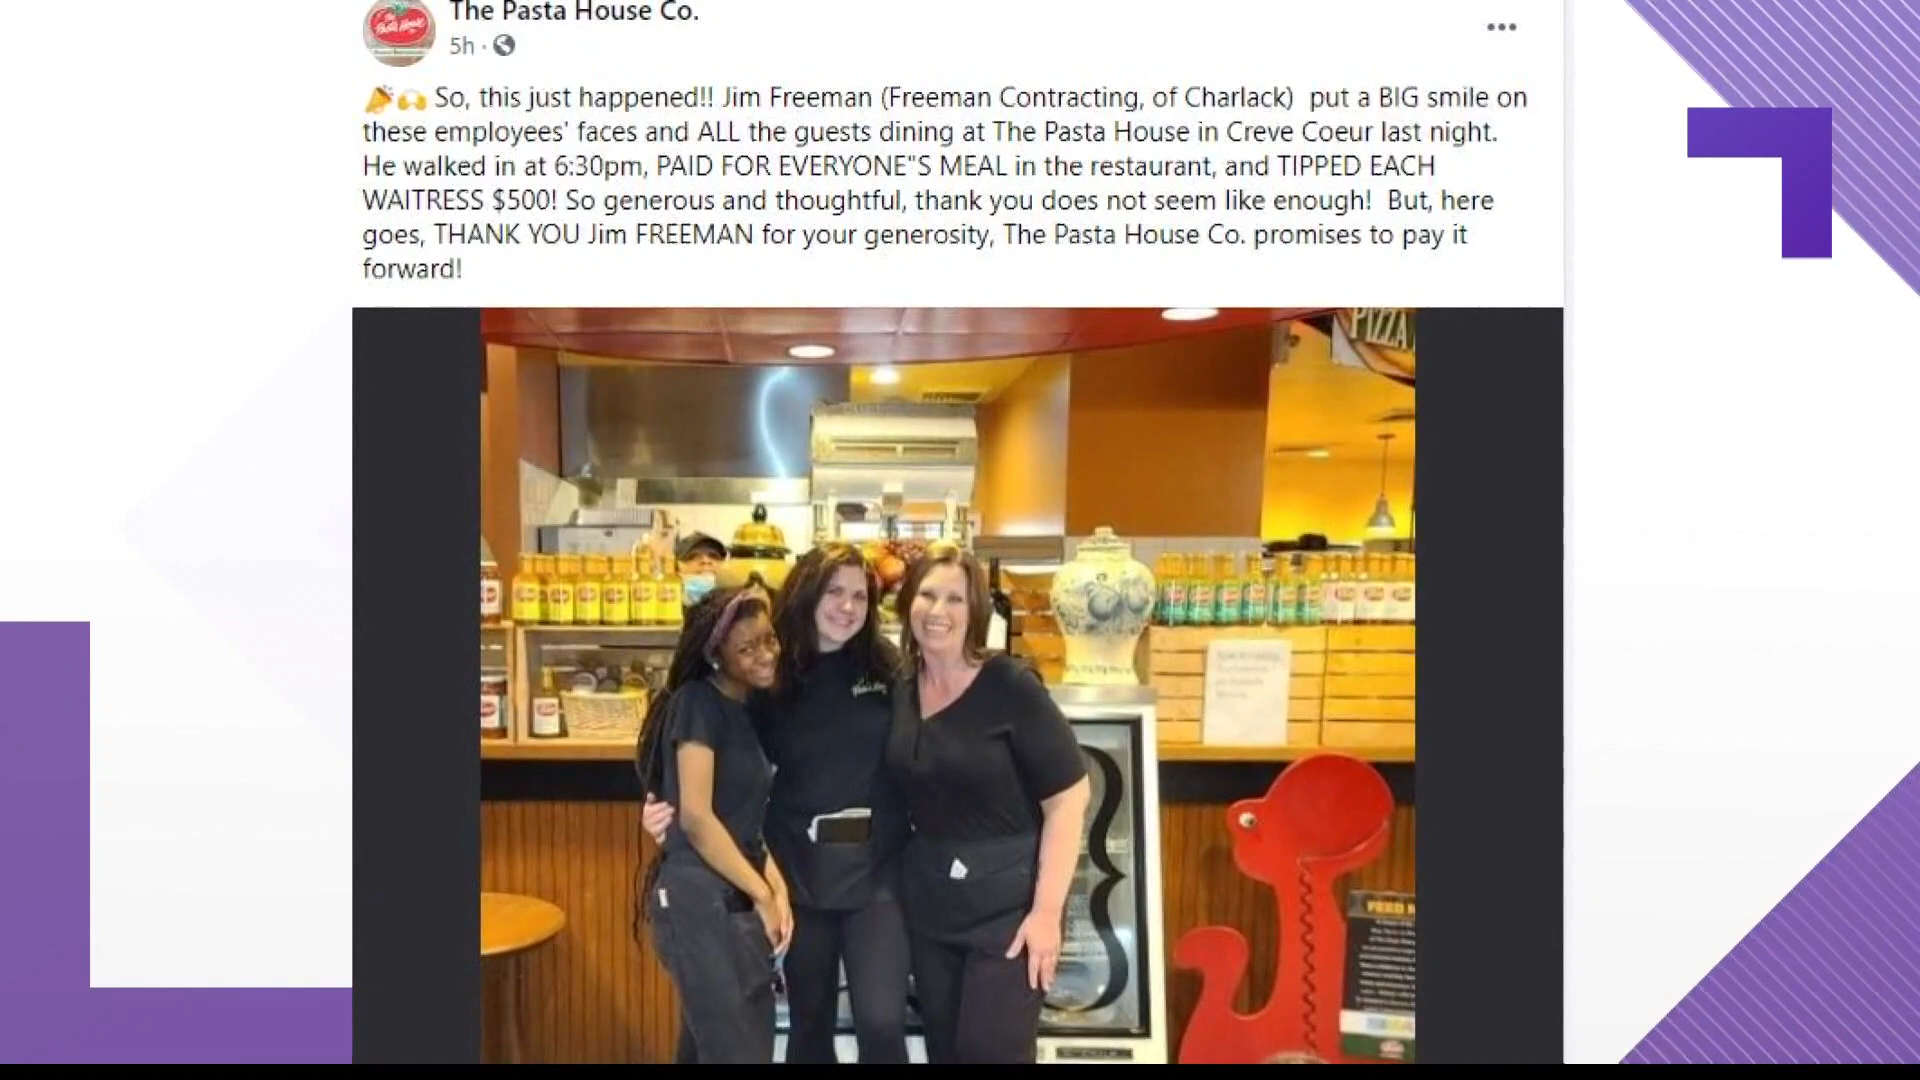 The Pasta House Co.
5h ·
🎉🙌 So, this just happened!! Jim Freeman (Freeman Contracting, of Charlack) put a BIG smile on
these employees' faces and ALL the guests dining at The Pasta House in Creve Coeur last night.
He walked in at 6:30pm, PAID FOR EVERYONE"S MEAL in the restaurant, and TIPPED EACH
WAITRESS $500! So generous and thoughtful, thank you does not seem like enough! But, here
goes, THANK YOU Jim FREEMAN for your generosity, The Pasta House Co. promises to pay it
forward!
PIZZA
FEED